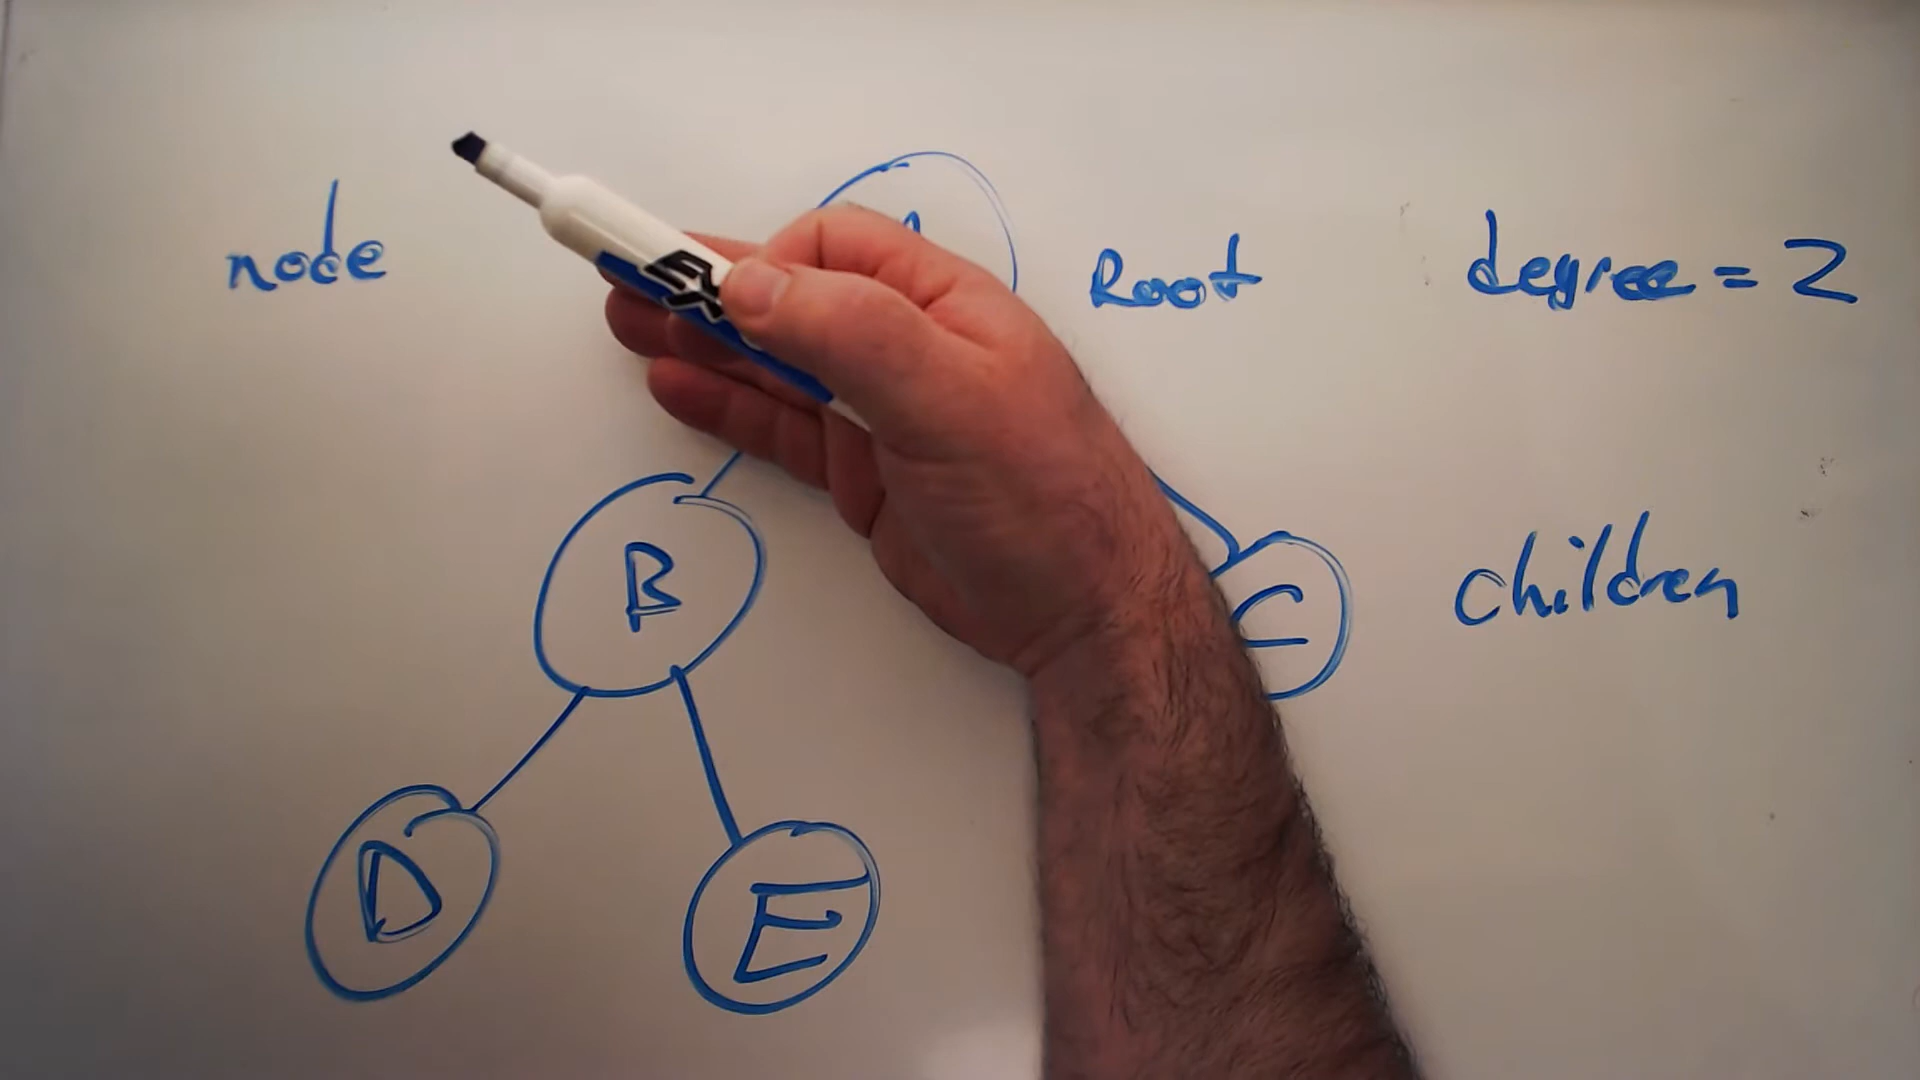 node
Root
degree = 2
B
C
children
D
E